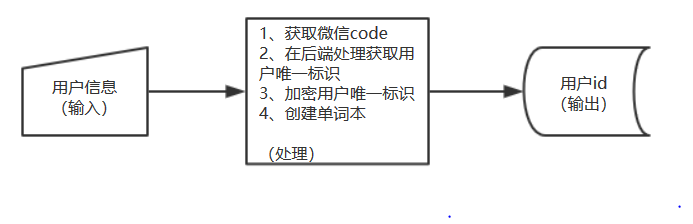 用户信息
（输入）
1、获取微信code
2、在后端处理获取用
户唯一标识
3、加密用户唯一标识
4、创建单词本
（处理）
用户id
（输出）